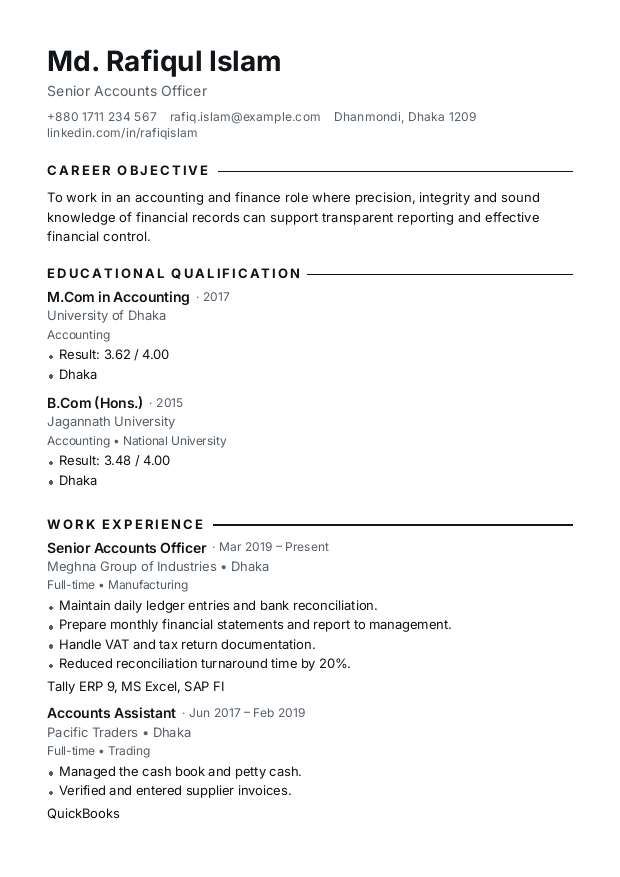 Md. Rafiqul Islam
Senior Accounts Officer
+880 1711 234 567 rafiq.islam@example.com Dhanmondi, Dhaka 1209
linkedin.com/in/rafiqislam
CAREER OBJECTIVE
To work in an accounting and finance role where precision, integrity and sound
knowledge of financial records can support transparent reporting and effective
financial control.
EDUCATIONAL QUALIFICATION
M.Com in Accounting · 2017
University of Dhaka
Accounting
• Result: 3.62 / 4.00
• Dhaka
B.Com (Hons.) · 2015
Jagannath University
Accounting • National University
• Result: 3.48 / 4.00
• Dhaka
WORK EXPERIENCE
Senior Accounts Officer · Mar 2019 – Present
Meghna Group of Industries • Dhaka
Full-time • Manufacturing
• Maintain daily ledger entries and bank reconciliation.
• Prepare monthly financial statements and report to management.
• Handle VAT and tax return documentation.
• Reduced reconciliation turnaround time by 20%.
Tally ERP 9, MS Excel, SAP FI
Accounts Assistant · Jun 2017 – Feb 2019
Pacific Traders • Dhaka
Full-time • Trading
• Managed the cash book and petty cash.
• Verified and entered supplier invoices.
QuickBooks